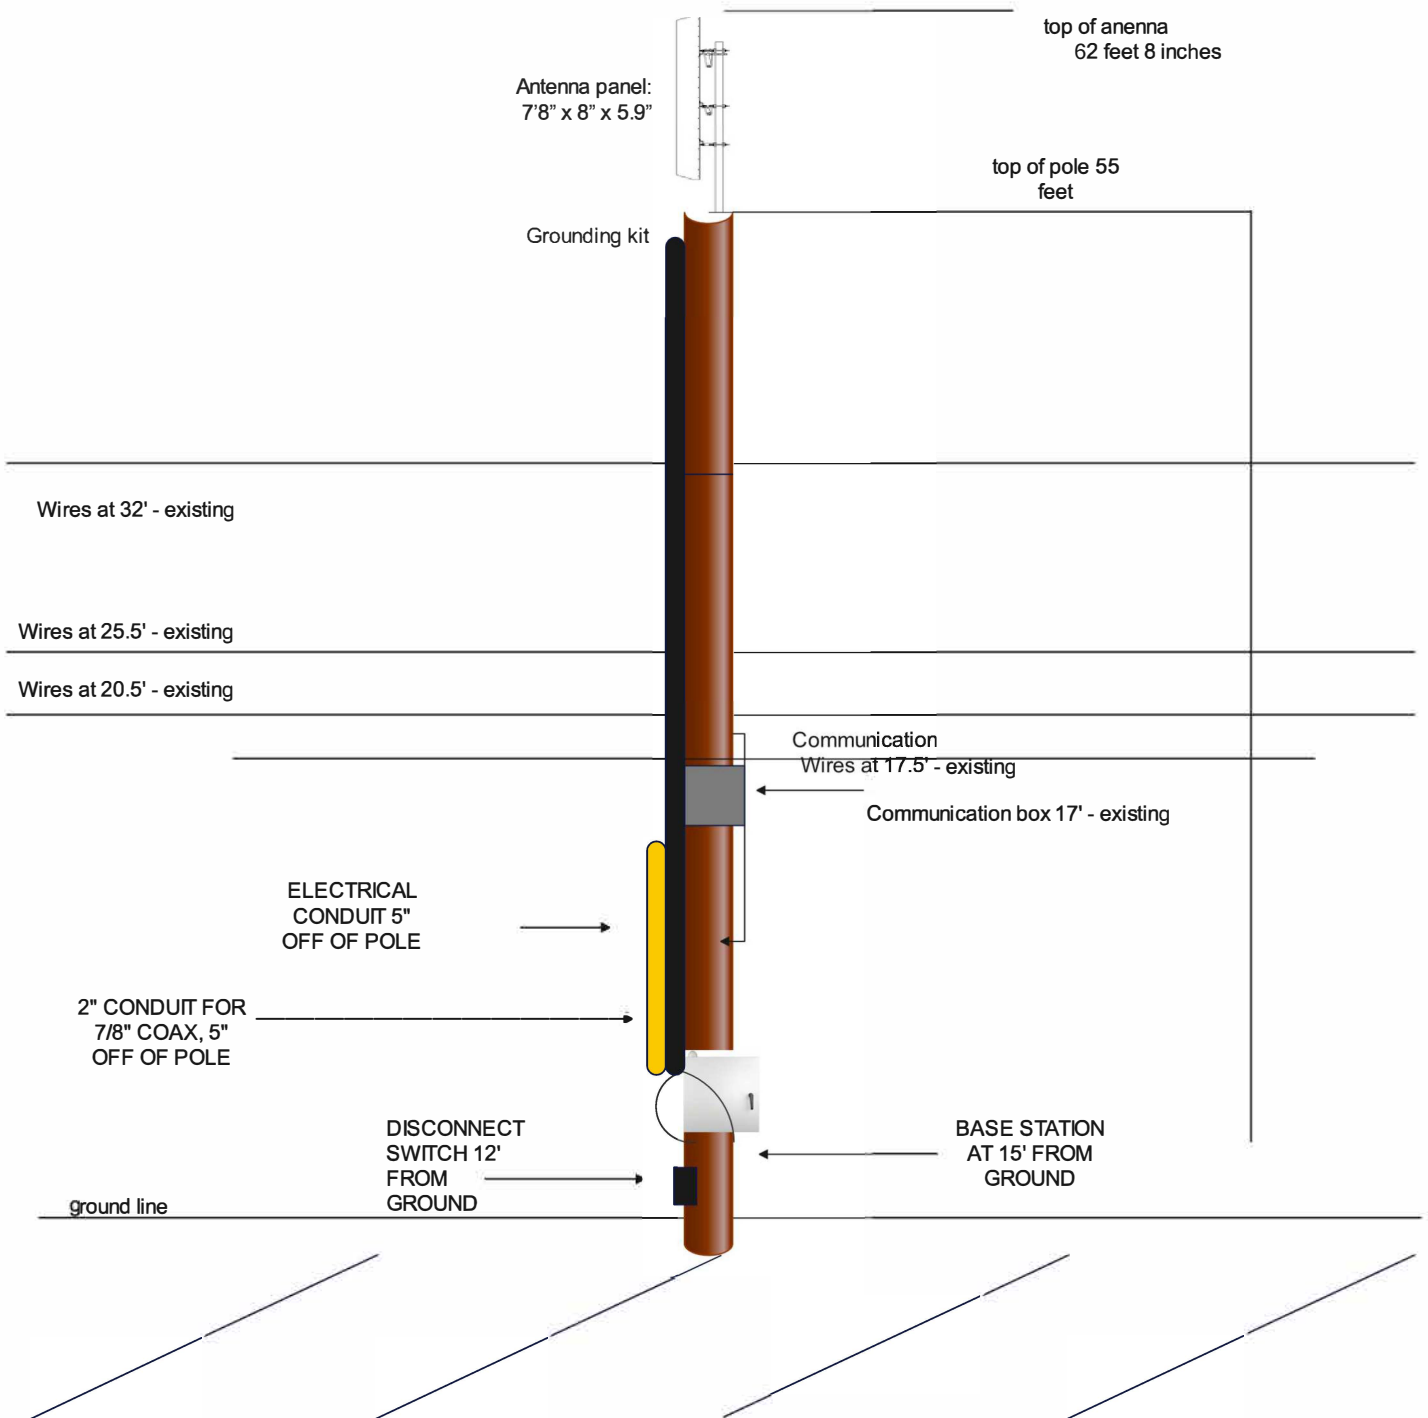 top of anenna
62 feet 8 inches
Antenna panel:
7'8” x 8” x 5.9”
top of pole 55
feet
Grounding kit
Wires at 32' - existing
Wires at 25.5' - existing
Wires at 20.5' - existing
Communication
Wires at 17.5' - existing
Communication box 17' - existing
ELECTRICAL
CONDUIT 5"
OFF OF POLE
2" CONDUIT FOR
7/8" COAX, 5"
OFF OF POLE
DISCONNECT
SWITCH 12'
FROM
GROUND
BASE STATION
AT 15' FROM
GROUND
ground line